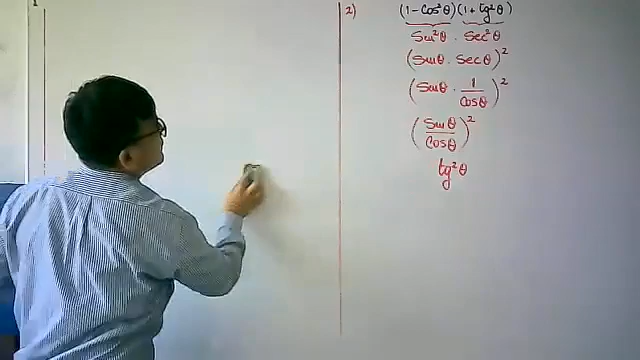 2) (1 - Cos²θ)(1 + tg²θ)
Sen²θ · Sec²θ
(Senθ · Secθ)²
(Senθ · 1/Cosθ)²
(Senθ/Cosθ)²
tg²θ